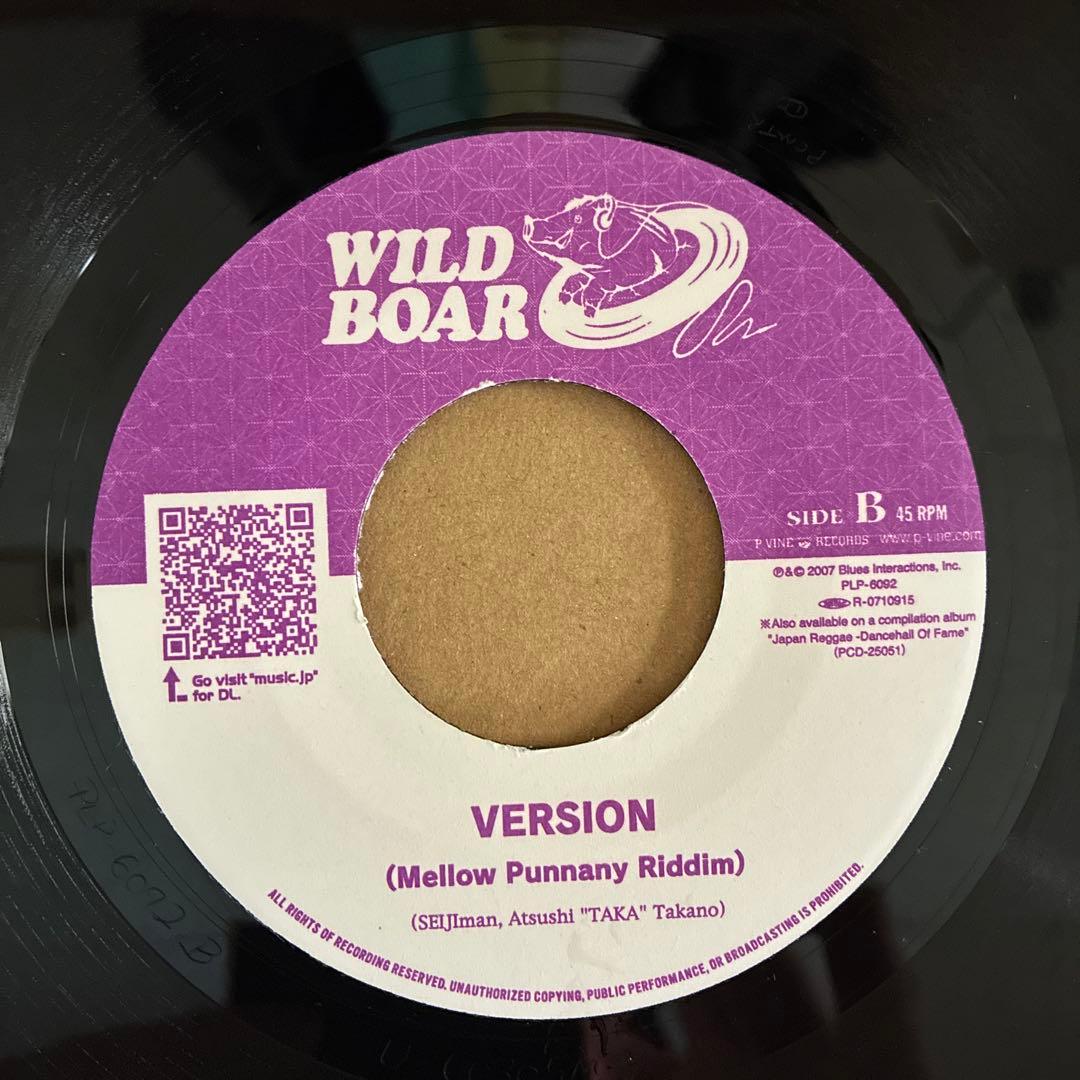 WILD
BOAR
SIDE B 45 RPM
P VINE RECORDS www.p-vine.com
℗&© 2007 Blues Interactions, Inc.
PLP-6092
R-0710915
※Also available on a compilation album
"Japan Reggae -Dancehall Of Fame"
(PCD-25051)
Go visit "music.jp"
for DL.
VERSION
(Mellow Punnany Riddim)
(SEIJIman, Atsushi "TAKA" Takano)
ALL RIGHTS OF RECORDING RESERVED. UNAUTHORIZED COPYING, PUBLIC PERFORMANCE, OR BROADCASTING IS PROHIBITED.
PLP-6092 B